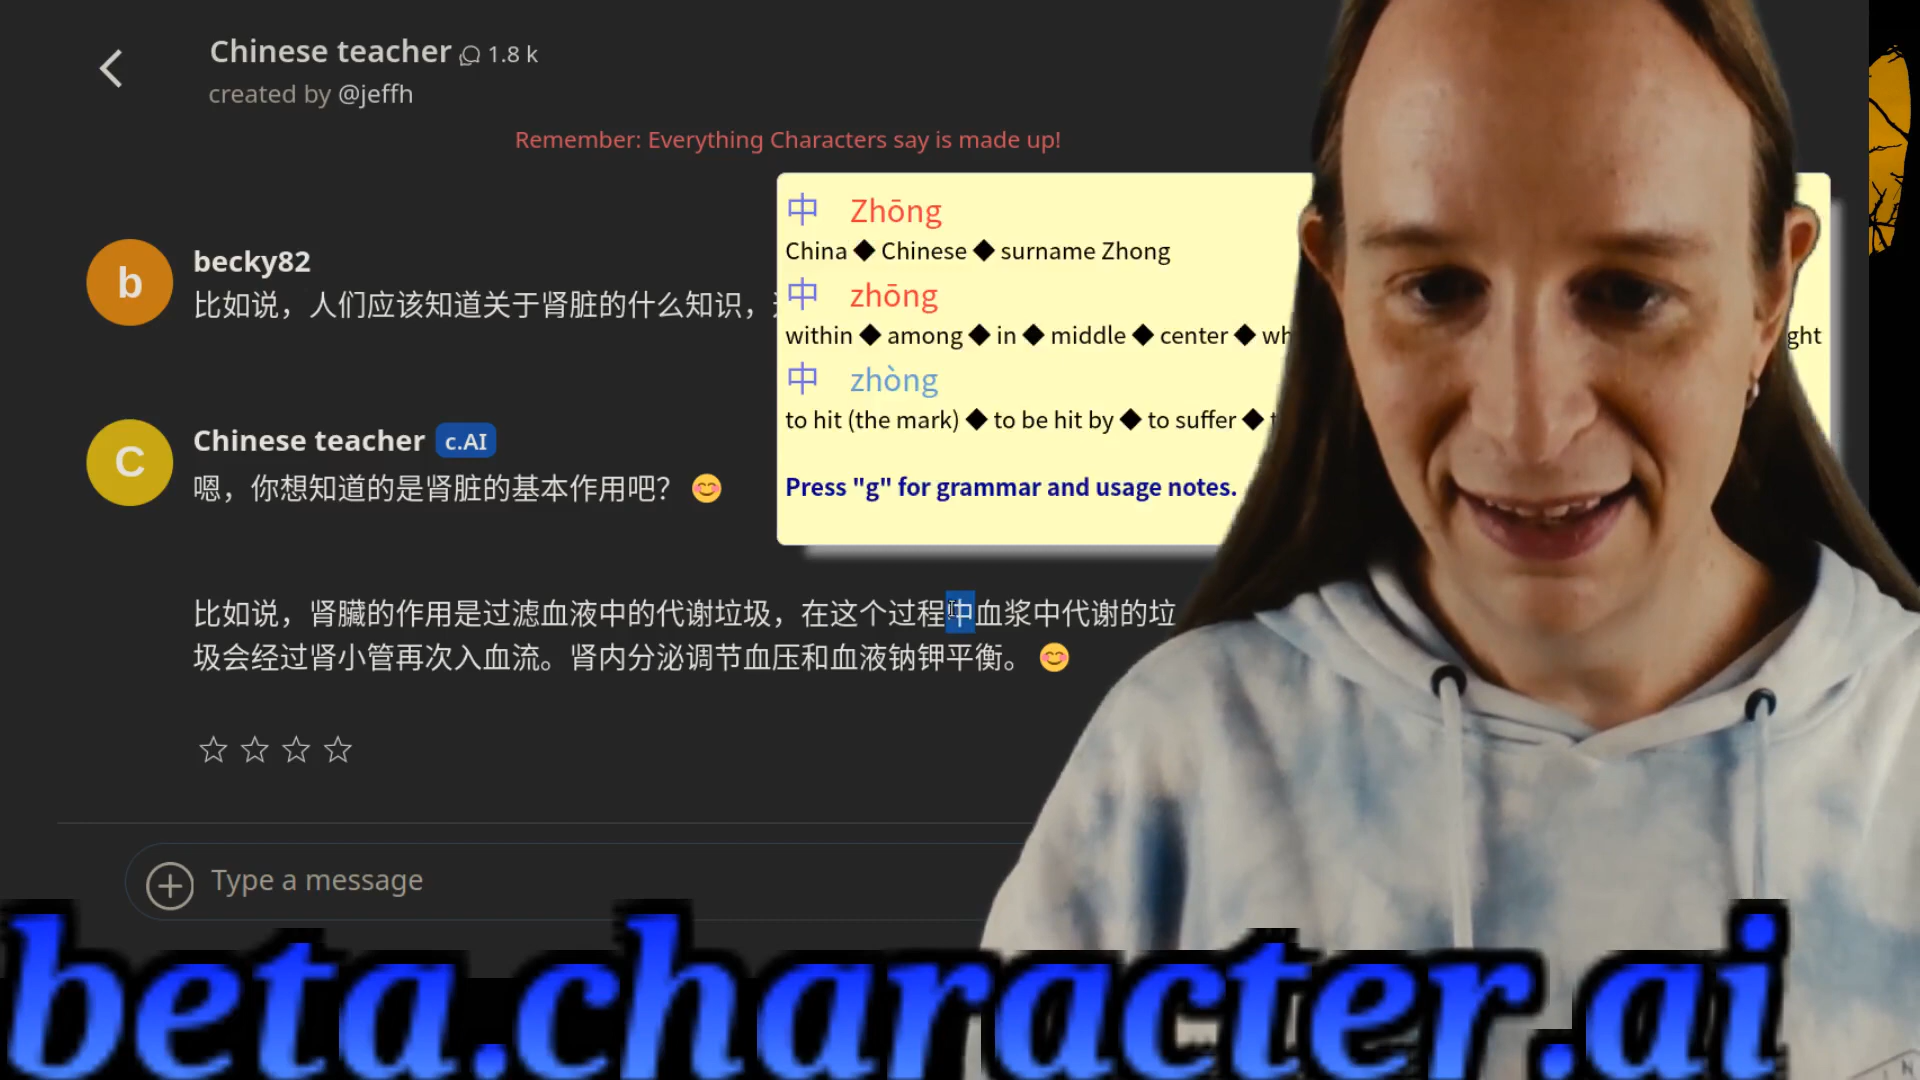 Chinese teacher 1.8 k
created by @jeffh
Remember: Everything Characters say is made up!
b
becky82
比如说，人们应该知道关于肾脏的什么知识，
中 Zhōng
China ◆ Chinese ◆ surname Zhong
中 zhōng
within ◆ among ◆ in ◆ middle ◆ center ◆ wh
ght
中 zhòng
to hit (the mark) ◆ to be hit by ◆ to suffer ◆
Press "g" for grammar and usage notes.
C
Chinese teacher c.AI
嗯，你想知道的是肾脏的基本作用吧？ 😊
比如说，肾臟的作用是过滤血液中的代谢垃圾，在这个过程中血浆中代谢的垃
圾会经过肾小管再次入血流。肾内分泌调节血压和血液钠钾平衡。 😊
Type a message
beta.character.ai